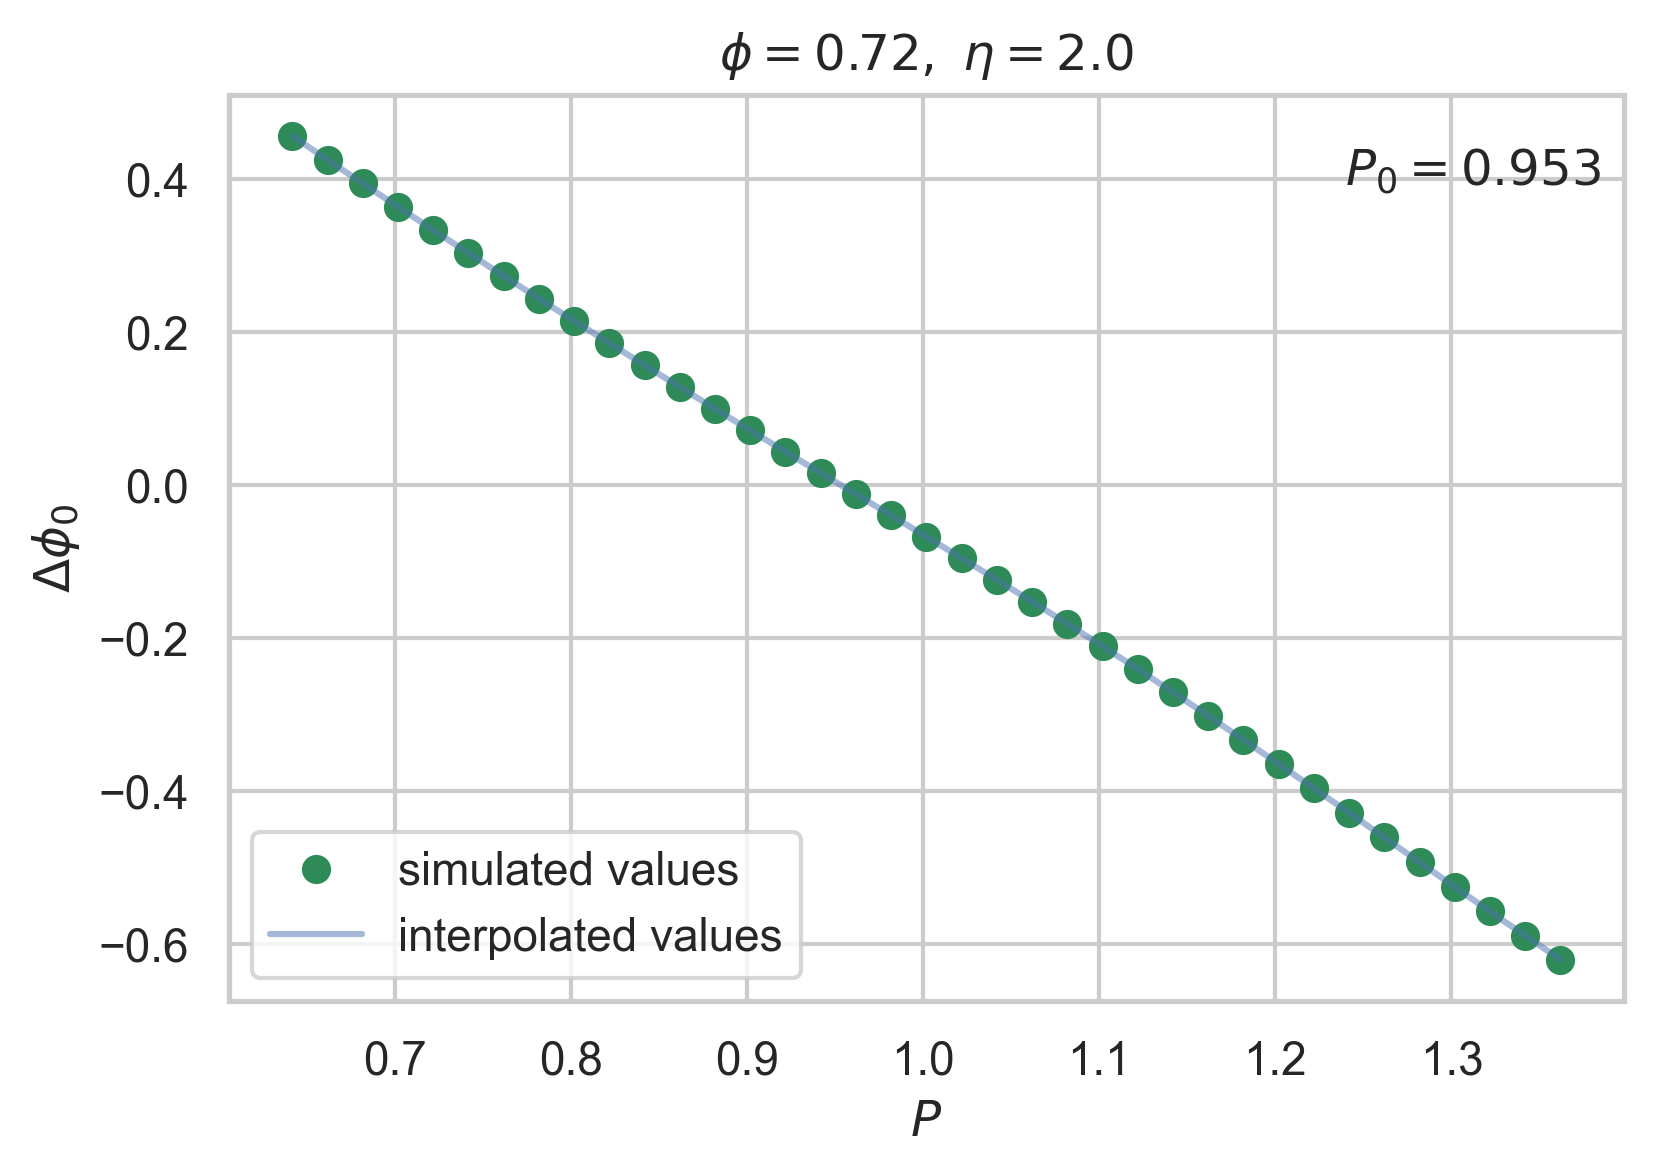 ϕ = 0.72, η = 2.0
P₀ = 0.953
0.4
0.2
0.0
−0.2
−0.4
−0.6
Δϕ₀
simulated values
interpolated values
0.7 0.8 0.9 1.0 1.1 1.2 1.3
P